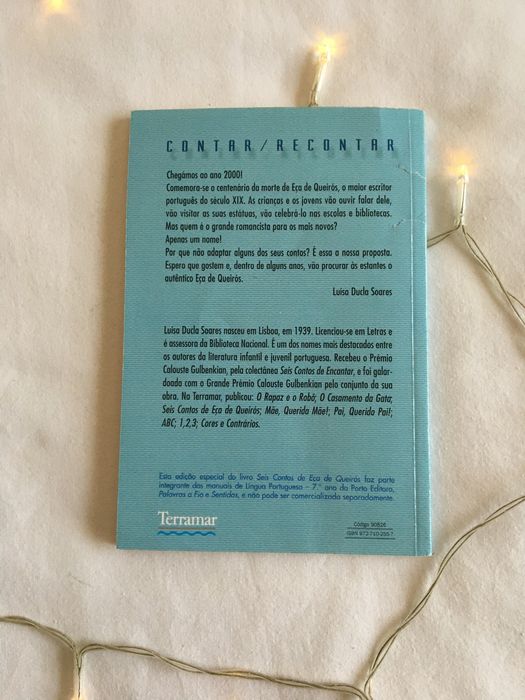 CONTAR / RECONTAR
Chegámos ao ano 2000!
Comemora-se o centenário da morte de Eça de Queirós, o maior escritor
português do século XIX. As crianças e os jovens vão ouvir falar dele,
vão visitar as suas estátuas, vão celebrá-lo nas escolas e bibliotecas.
Mas quem é o grande romancista para os mais novos?
Apenas um nome!
Por que não adaptar alguns dos seus contos? É essa a nossa proposta.
Espero que gostem e, dentro de alguns anos, vão procurar às estantes o
autêntico Eça de Queirós.
Luísa Ducla Soares
Luísa Ducla Soares nasceu em Lisboa, em 1939. Licenciou-se em Letras e
é assessora da Biblioteca Nacional. É um dos nomes mais destacados entre
os autores da literatura infantil e juvenil portuguesa. Recebeu o Prémio
Calouste Gulbenkian, pela colectânea Seis Contos de Encantar, e foi galar-
doada com o Grande Prémio Calouste Gulbenkian pelo conjunto da sua
obra. Na Terramar, publicou: O Rapaz e o Robô; O Casamento da Gata;
Seis Contos de Eça de Queirós; Mãe, Querida Mãe!; Pai, Querido Pai!;
ABC; 1,2,3; Cores e Contrários.
Esta edição especial do livro Seis Contos de Eça de Queirós faz parte
integrante dos manuais de Língua Portuguesa – 7.º ano da Porto Editora,
Palavras a Fio e Sentidos, e não pode ser comercializada separadamente.
Terramar
Código 90826
ISBN 972-710-255-7